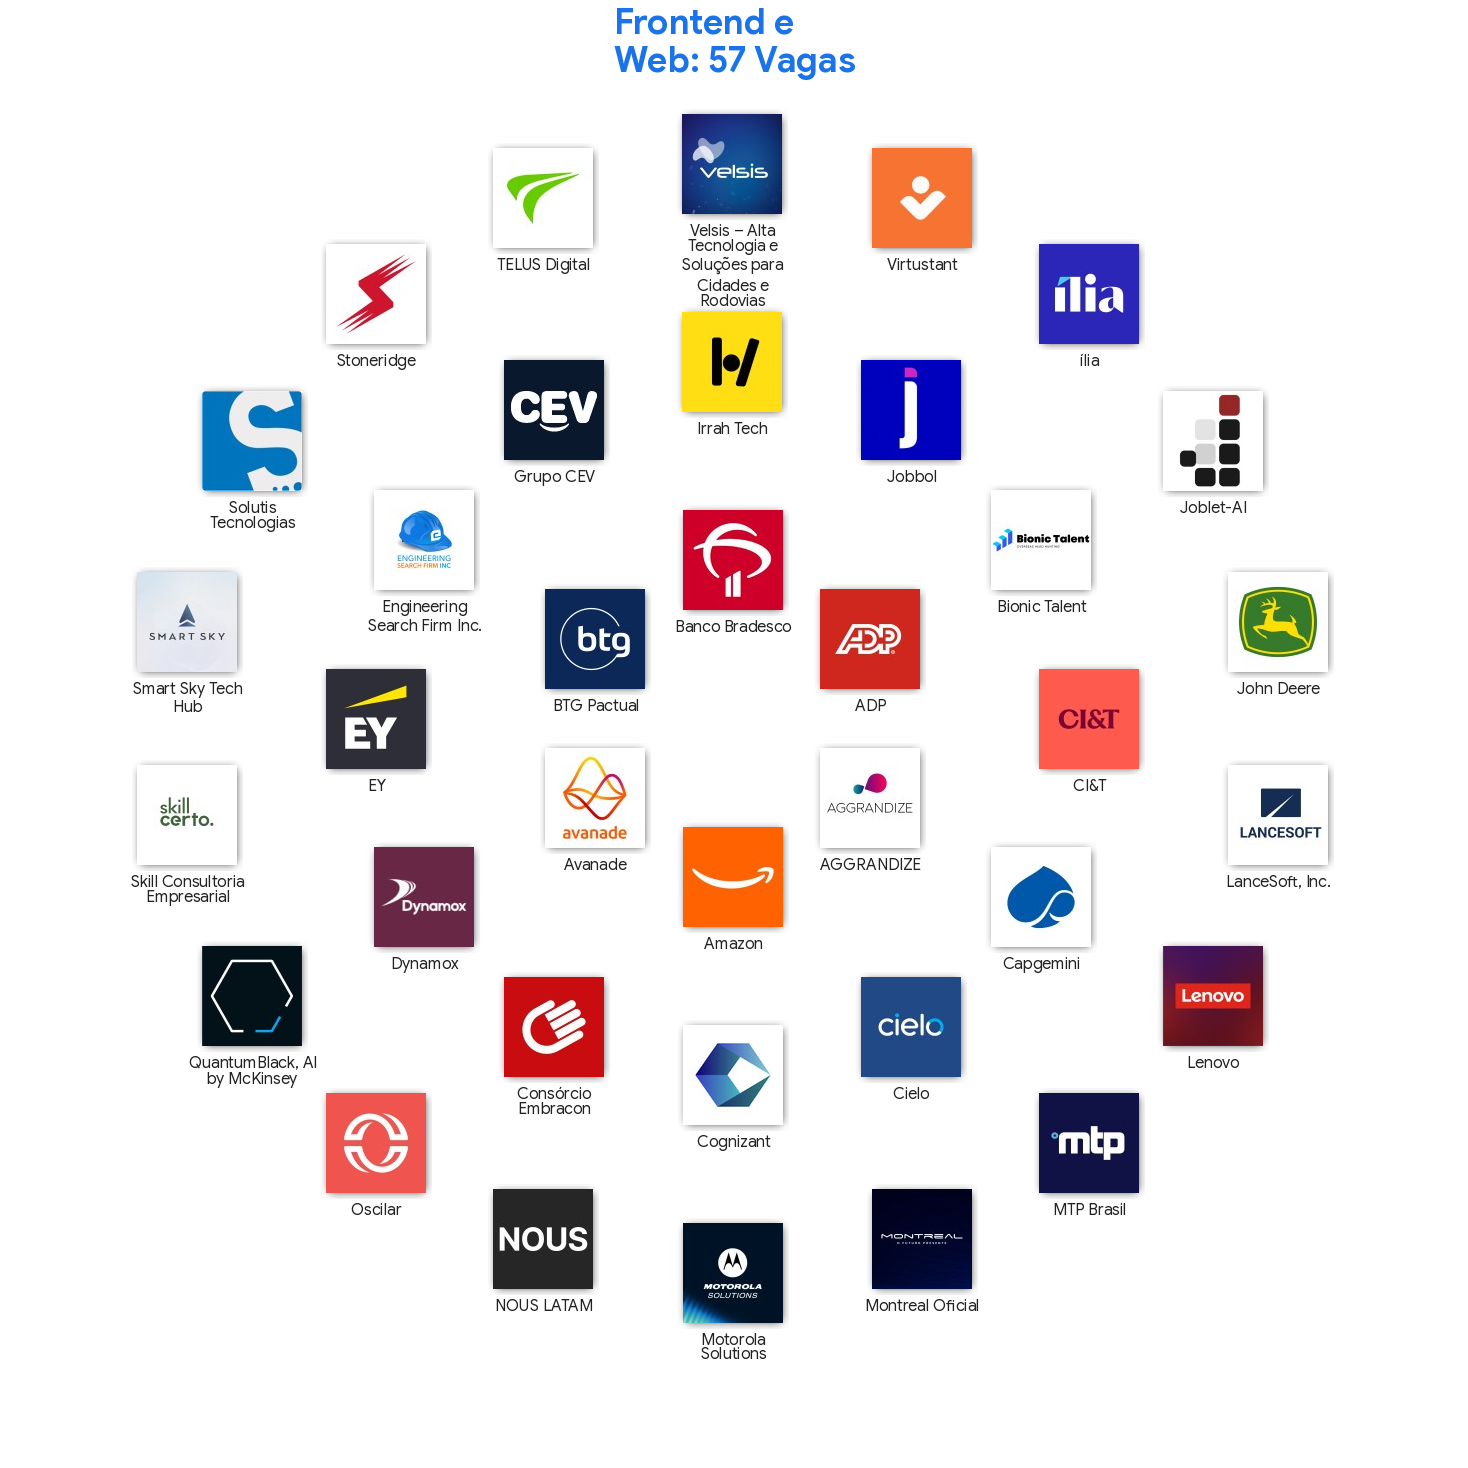 Frontend e
Web: 57 Vagas
velsis
Velsis – Alta
Tecnologia e
Soluções para
Cidades e
Rodovias
TELUS Digital
Virtustant
Stoneridge
ília
ília
Irrah Tech
CEV
Grupo CEV
j
Jobbol
S
Solutis
Tecnologias
Joblet-AI
ENGINEERING
SEARCH FIRM INC
Engineering
Search Firm Inc.
Banco Bradesco
Bionic Talent
Bionic Talent
SMART SKY
Smart Sky Tech
Hub
btg
BTG Pactual
ADP
ADP
John Deere
EY
EY
CI&T
CI&T
skill
certo.
Skill Consultoria
Empresarial
avanade
Avanade
AGGRANDIZE
AGGRANDIZE
LANCESOFT
LanceSoft, Inc.
Dynamox
Dynamox
Amazon
Capgemini
QuantumBlack, AI
by McKinsey
Consórcio
Embracon
Cognizant
cielo
Cielo
Lenovo
Lenovo
Oscilar
mtp
MTP Brasil
NOUS
NOUS LATAM
MOTOROLA
SOLUTIONS
Motorola
Solutions
MONTREAL
Montreal Oficial